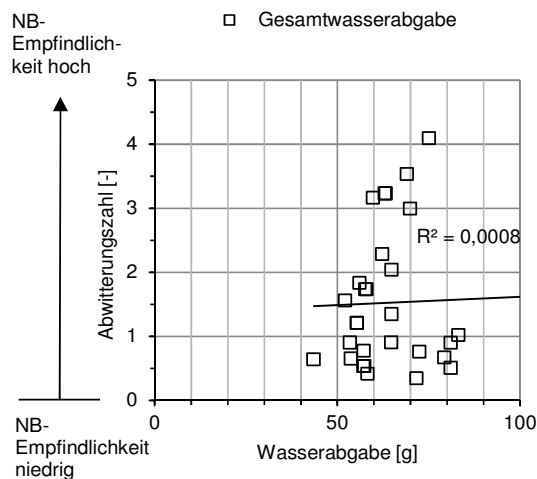 NB-
Empfindlich-
keit hoch
Gesamtwasserabgabe
5
4
3
2
1
0
Abwitterungszahl [-]
R² = 0,0008
0
50
100
Wasserabgabe [g]
NB-
Empfindlichkeit
niedrig